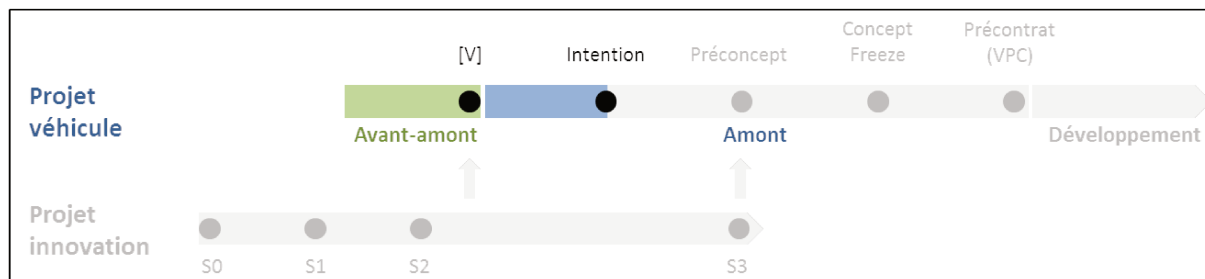 [V]
Intention
Préconcept
Concept
Freeze
Précontrat
(VPC)
Projet
véhicule
Avant-amont
Amont
Développement
Projet
innovation
S0
S1
S2
S3